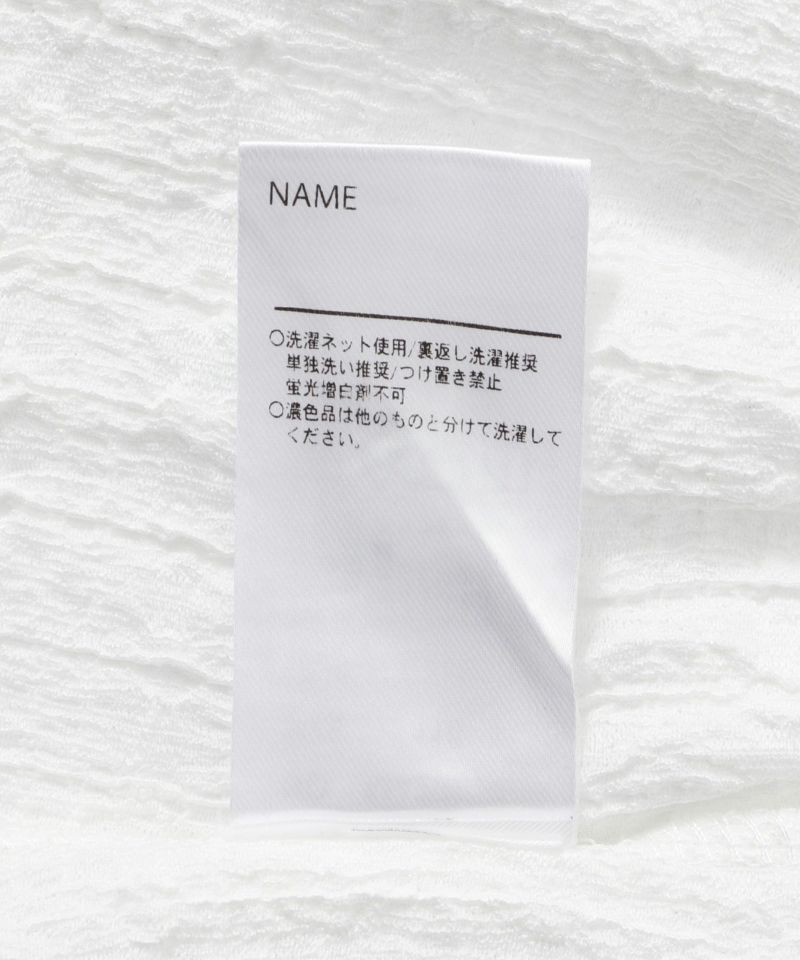 NAME
○洗濯ネット使用/裏返し洗濯推奨
単独洗い推奨/つけ置き禁止
蛍光増白剤不可
○濃色品は他のものと分けて洗濯して
ください。